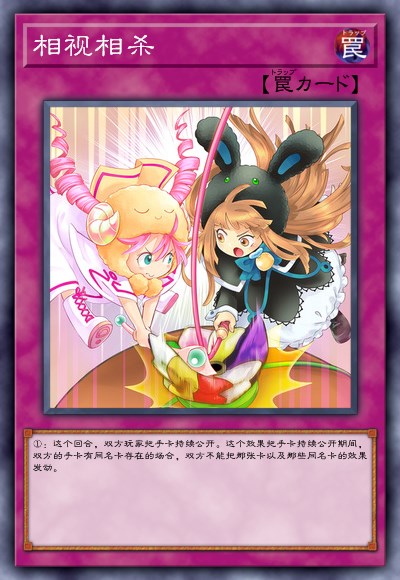 相视相杀
トラップ
罠
トラップ
【罠カード】
①：这个回合，双方玩家把手卡持续公开。这个效果把手卡持续公开期间，
双方的手卡有同名卡存在的场合，双方不能把那张卡以及那些同名卡的效果
发动。